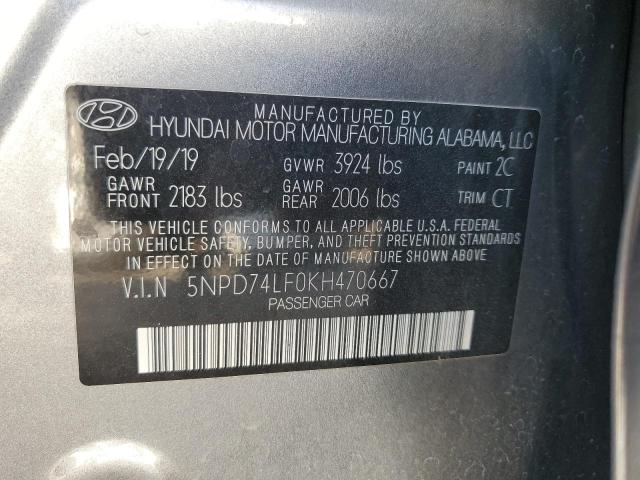 MANUFACTURED BY
HYUNDAI MOTOR MANUFACTURING ALABAMA, LLC
Feb/19/19 GVWR 3924 lbs PAINT 2C
GAWR FRONT 2183 lbs GAWR REAR 2006 lbs TRIM CT
THIS VEHICLE CONFORMS TO ALL APPLICABLE U.S.A. FEDERAL
MOTOR VEHICLE SAFETY, BUMPER, AND THEFT PREVENTION STANDARDS
IN EFFECT ON THE DATE OF MANUFACTURE SHOWN ABOVE
V.I.N 5NPD74LF0KH470667
PASSENGER CAR